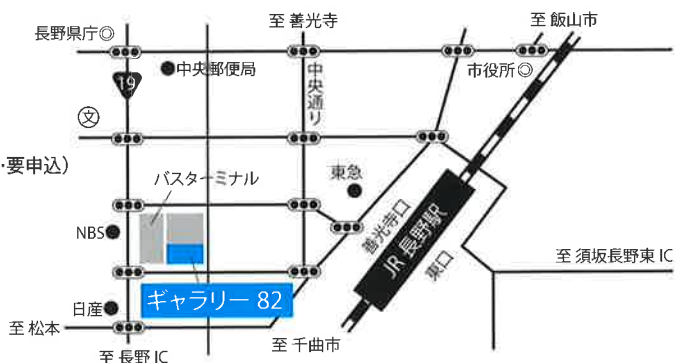 至 善光寺
至 飯山市
長野県庁◎
中央郵便局
市役所◎
19
中央通り
文
・要申込)
バスターミナル
東急
善光寺口
JR 長野駅
東口
NBS
至 須坂長野東 IC
ギャラリー 82
日産
至 松本
至 千曲市
至 長野 IC